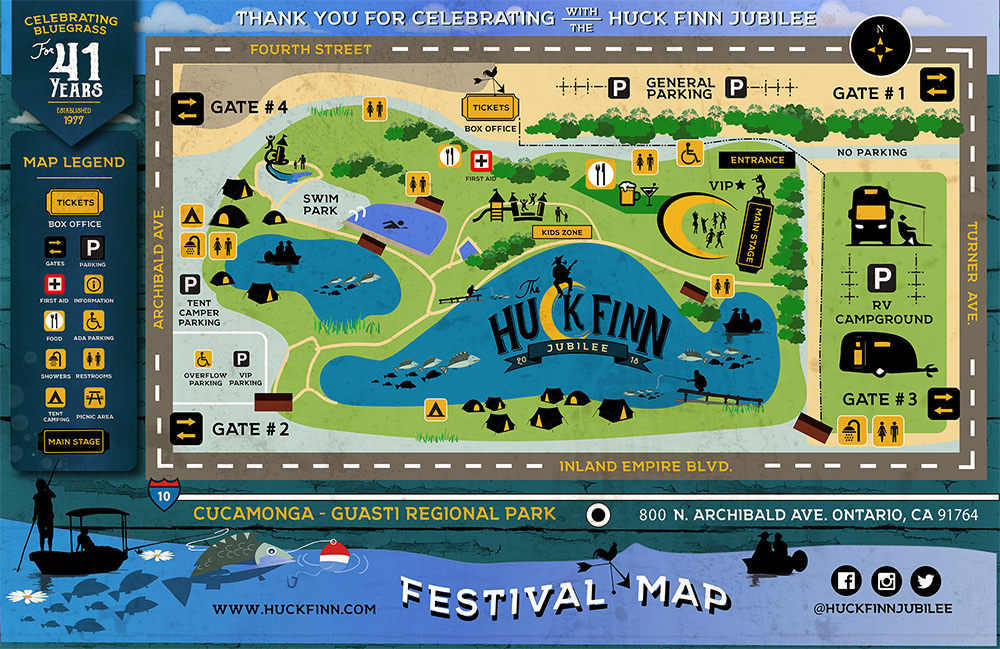 CELEBRATING
BLUEGRASS
For
41
YEARS
ESTABLISHED
1977
THANK YOU FOR CELEBRATING WITH THE HUCK FINN JUBILEE
FOURTH STREET
N
GATE # 4
TICKETS
BOX OFFICE
P
GENERAL
PARKING
P
GATE # 1
NO PARKING
MAP LEGEND
TICKETS
BOX OFFICE
GATES
P
PARKING
FIRST AID
INFORMATION
FOOD
ADA PARKING
SHOWERS
RESTROOMS
TENT
CAMPING
PICNIC AREA
MAIN STAGE
ARCHIBALD AVE.
FIRST AID
ENTRANCE
VIP★
MAIN STAGE
SWIM
PARK
KIDS ZONE
P
TENT
CAMPER
PARKING
OVERFLOW
PARKING
P
VIP
PARKING
The
HUCK FINN
JUBILEE
2018
P
RV
CAMPGROUND
TURNER AVE.
GATE # 2
GATE # 3
INLAND EMPIRE BLVD.
10
CUCAMONGA - GUASTI REGIONAL PARK
800 N. ARCHIBALD AVE. ONTARIO, CA 91764
WWW.HUCKFINN.COM
FESTIVAL MAP
@HUCKFINNJUBILEE